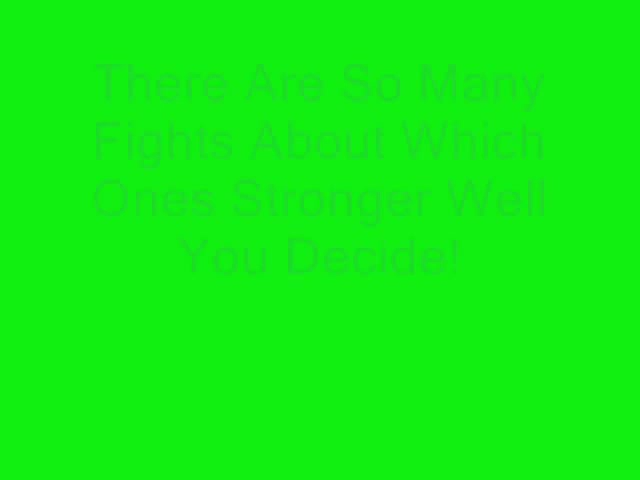 There Are So Many
Fights About Which
Ones Stronger Well
You Decide!